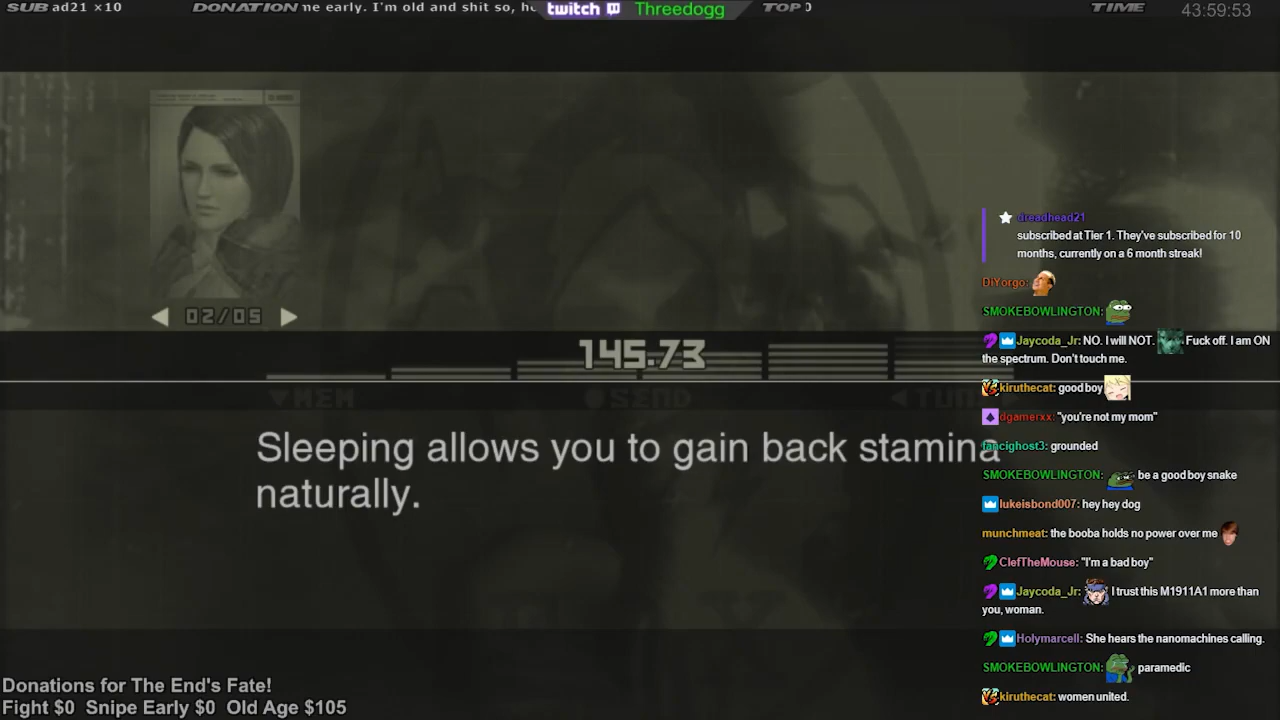 SUB ad21 ×10 DONATION me early. I'm old and shit so, h twitch Threedogg TOP TIME 43:59:53
02/05
145.73
MEM SEND TUN
Sleeping allows you to gain back stamina
naturally.
dreadhead21
subscribed at Tier 1. They've subscribed for 10
months, currently on a 6 month streak!
DiYorgo:
SMOKEBOWLINGTON:
Jaycoda_Jr: NO. I will NOT. Fuck off. I am ON
the spectrum. Don't touch me.
kiruthecat: good boy
dgamerxx: "you're not my mom"
fancighost3: grounded
SMOKEBOWLINGTON: be a good boy snake
lukeisbond007: hey hey dog
munchmeat: the booba holds no power over me
ClefTheMouse: "I'm a bad boy"
Jaycoda_Jr: I trust this M1911A1 more than
you, woman.
Holymarcell: She hears the nanomachines calling.
SMOKEBOWLINGTON: paramedic
kiruthecat: women united.
Donations for The End's Fate!
Fight $0 Snipe Early $0 Old Age $105